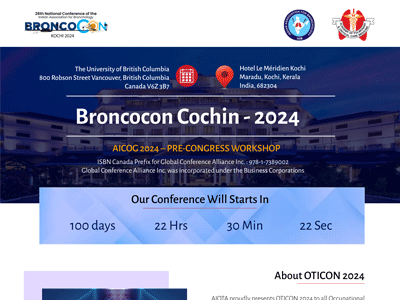 26th National Conference of the
Indian Association for Bronchology
BRONCOCON
KOCHI 2024
The University of British Columbia
800 Robson Street Vancouver, British Columbia
Canada V6Z 3B7
Hotel Le Méridien Kochi
Maradu, Kochi, Kerala
India, 682304
Broncocon Cochin - 2024
AICOG 2024 – PRE-CONGRESS WORKSHOP
ISBN Canada Prefix for Global Conference Alliance Inc. : 978-1-7389002
Global Conference Alliance Inc, was incorporated under the Business Corporations
Our Conference Will Starts In
100 days
22 Hrs
30 Min
22 Sec
About OTICON 2024
AIOTA proudly presents OTICON 2024 to all Occupational